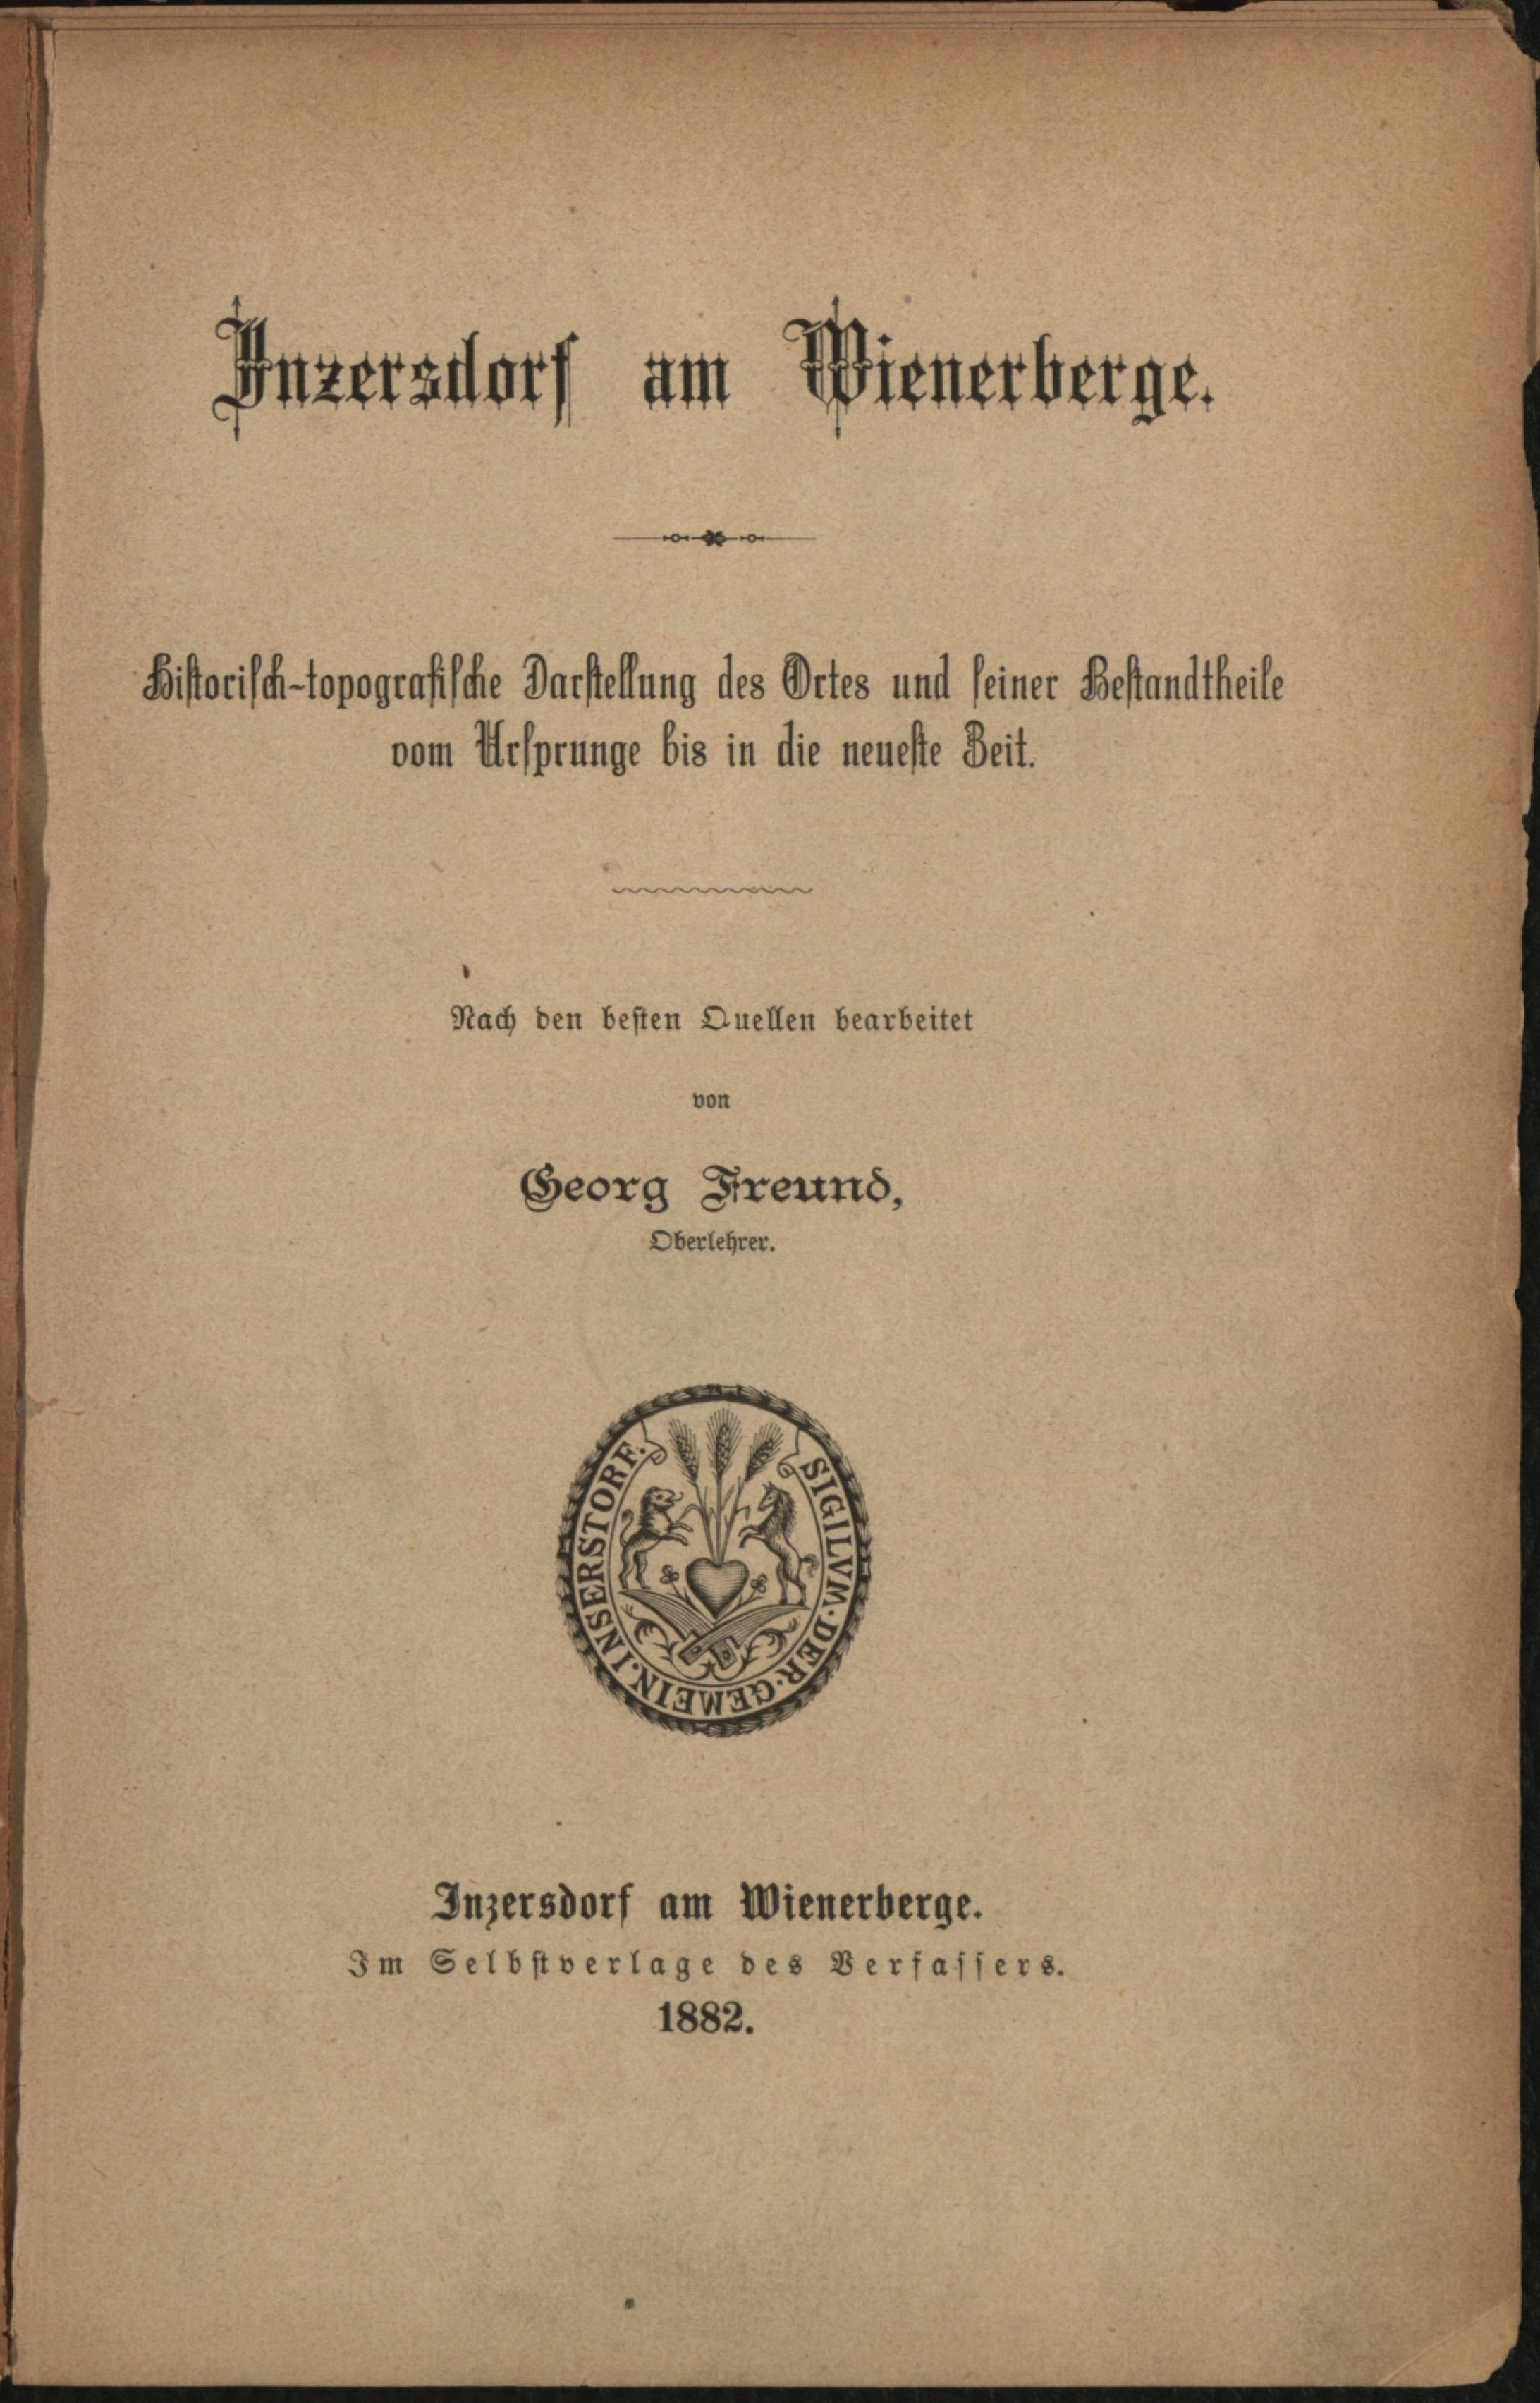 Inzersdorf am Wienerberge.
Historisch-topografische Darstellung des Ortes und seiner Bestandtheile
vom Ursprunge bis in die neueste Zeit.
Nach den besten Quellen bearbeitet
von
Georg Freund,
Oberlehrer.
SIGILVM·DER·GEMEIN·INSERSTORF.
Inzersdorf am Wienerberge.
Im Selbstverlage des Verfassers.
1882.